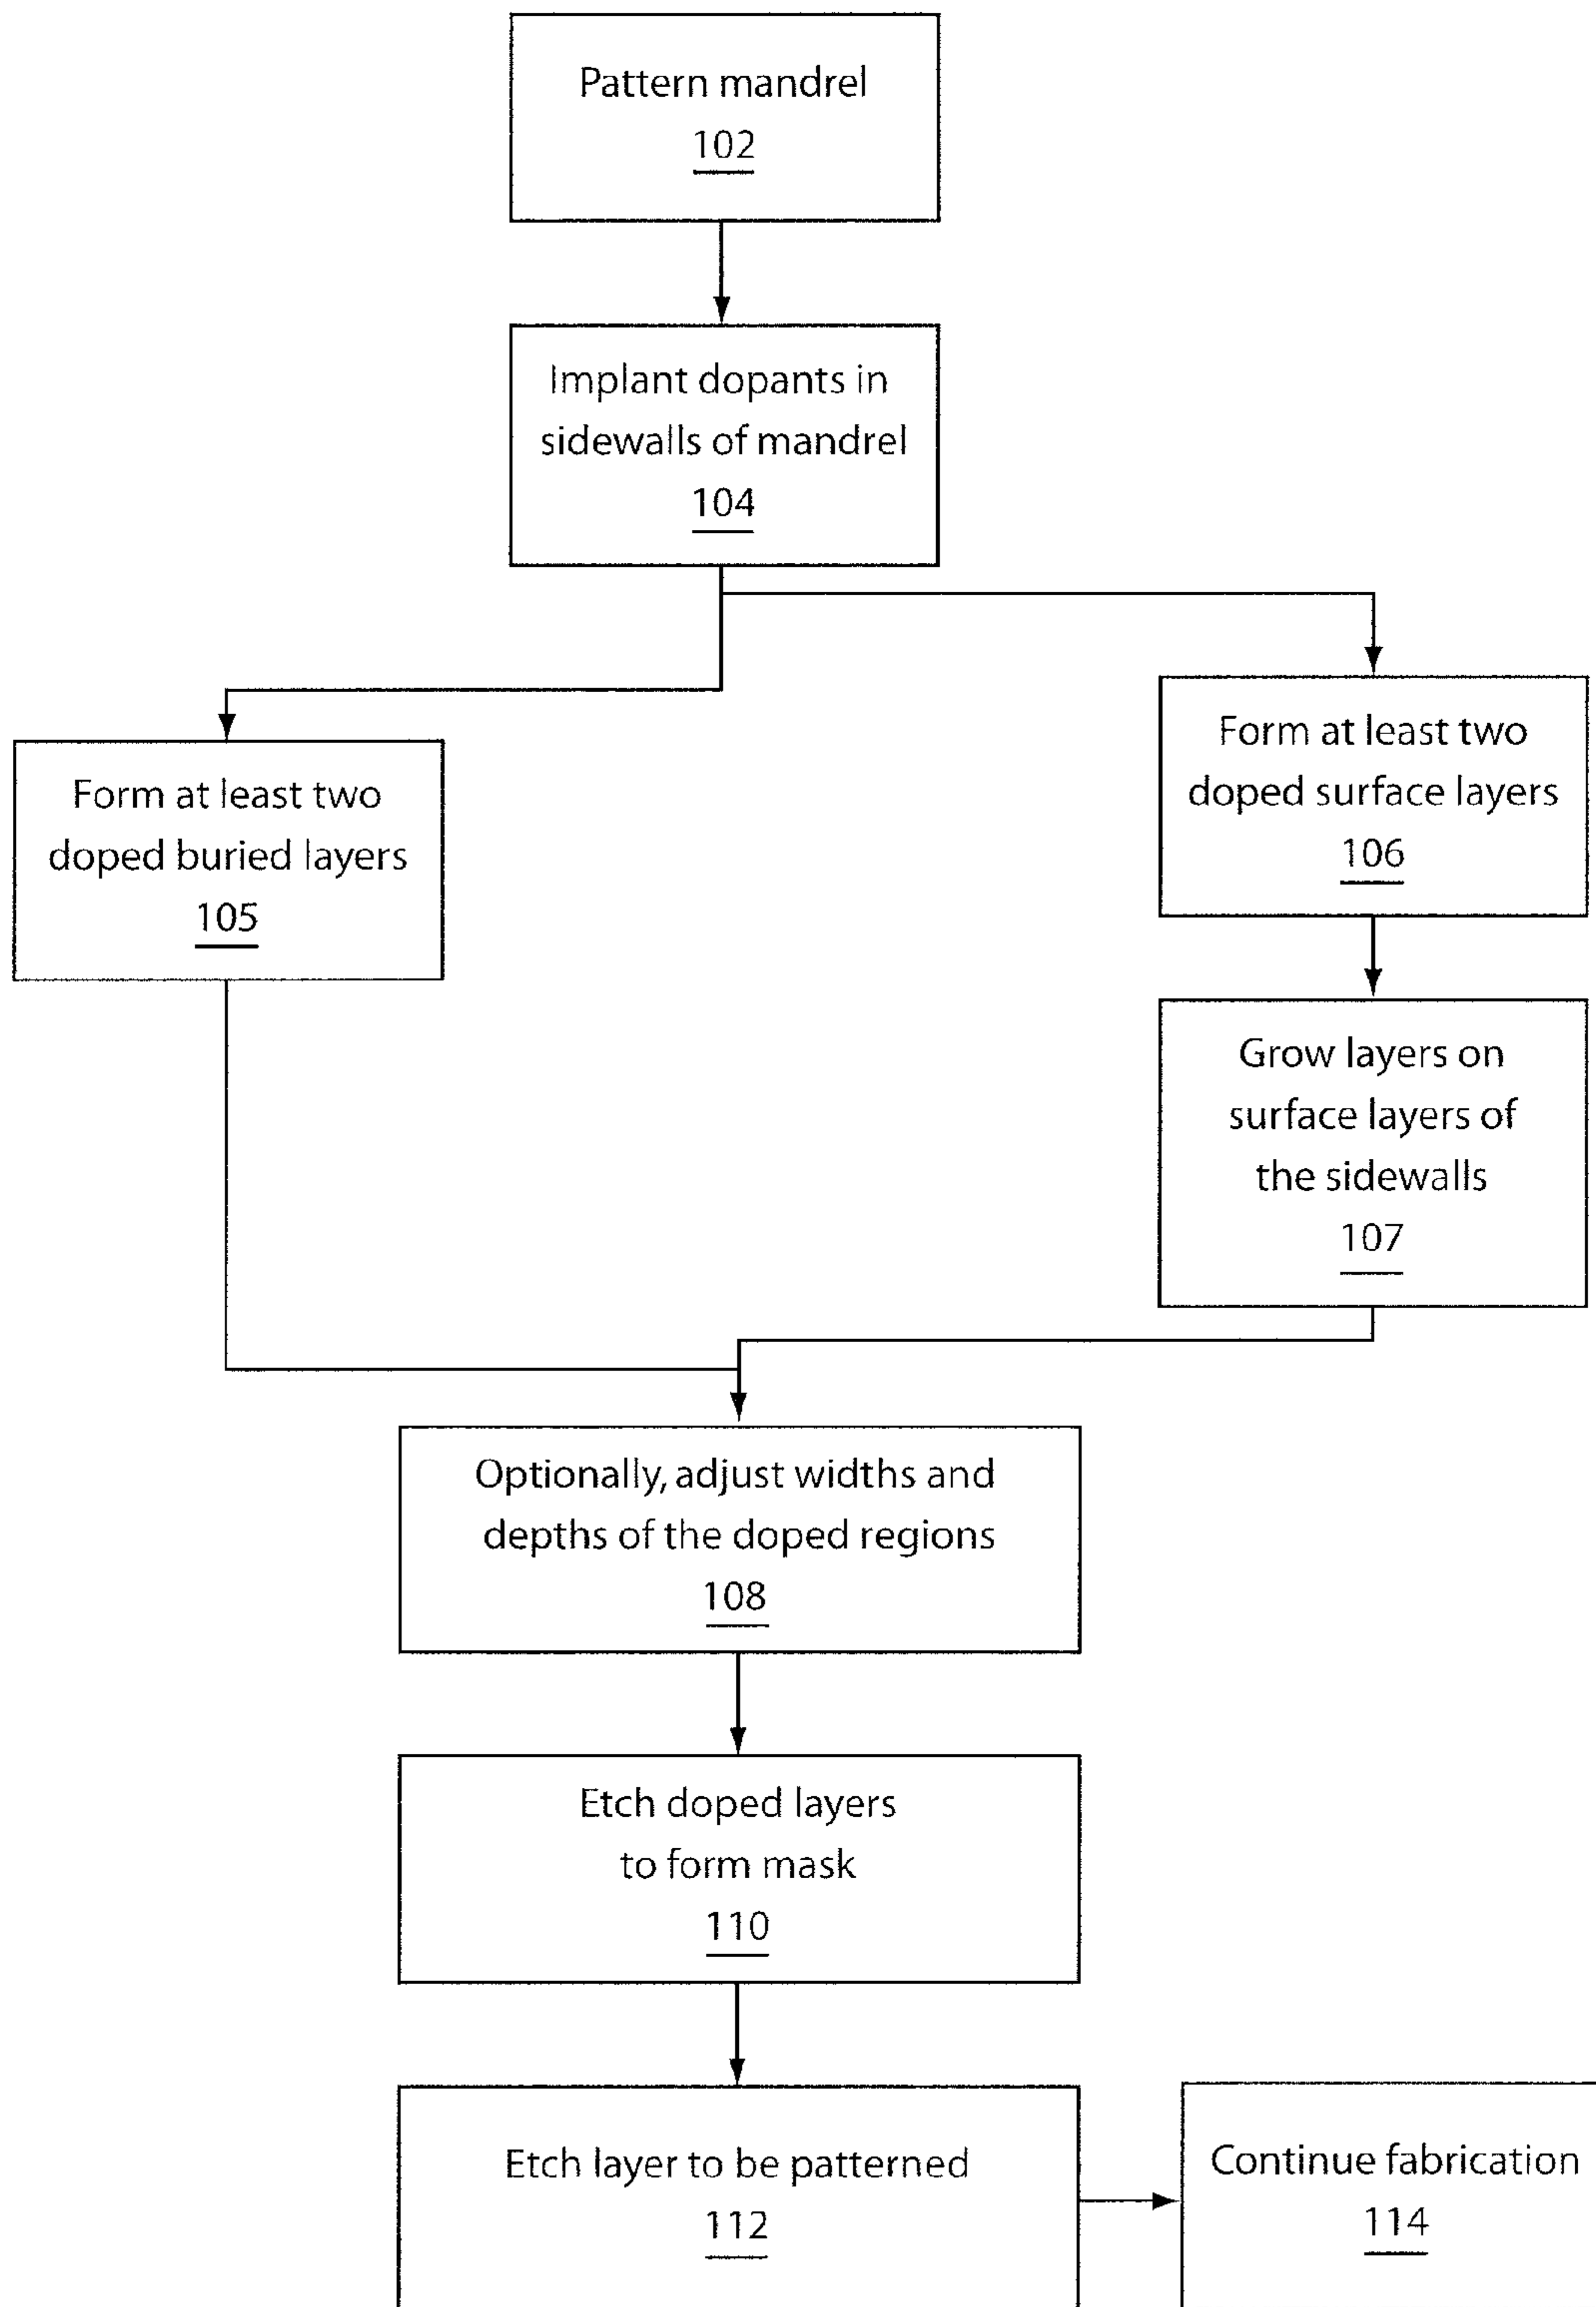 Pattern mandrel
102
Implant dopants in
sidewalls of mandrel
104
Form at least two
doped buried layers
105
Form at least two
doped surface layers
106
Grow layers on
surface layers of
the sidewalls
107
Optionally, adjust widths and
depths of the doped regions
108
Etch doped layers
to form mask
110
Etch layer to be patterned
112
Continue fabrication
114